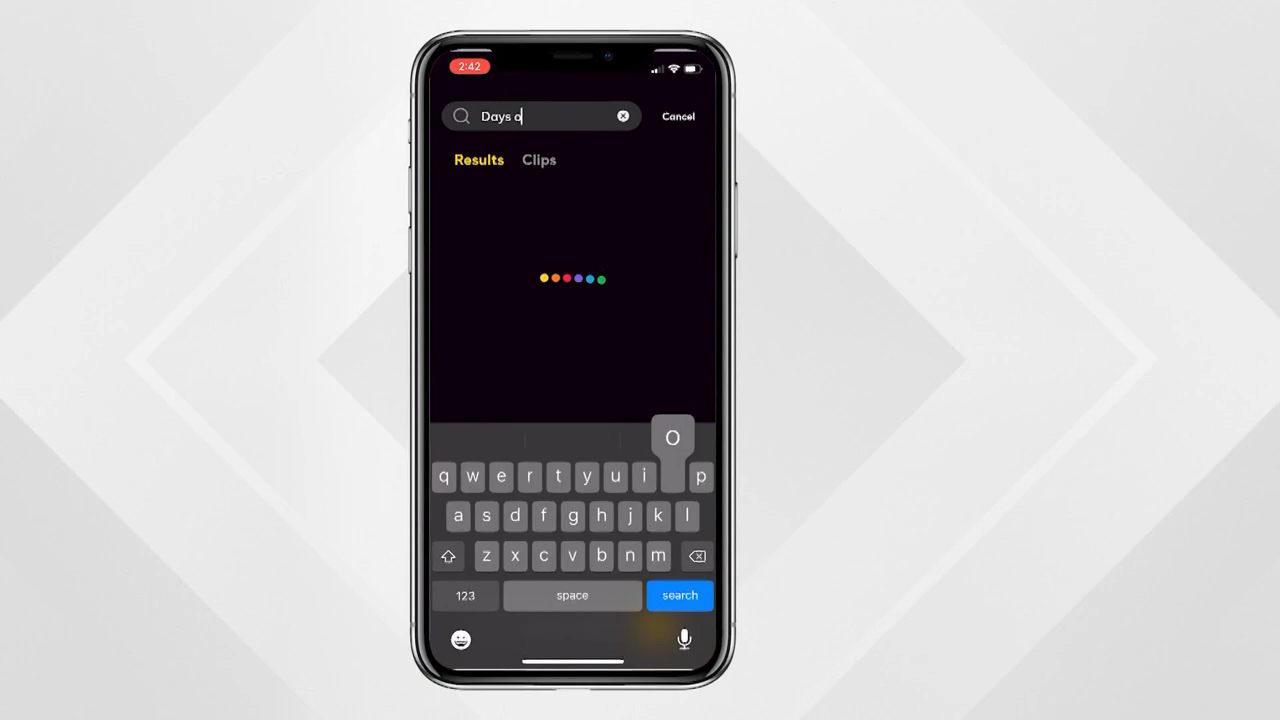 2:42
Days o
Cancel
Results Clips
O
q w e r t y u i p
a s d f g h j k l
z x c v b n m
123 space search